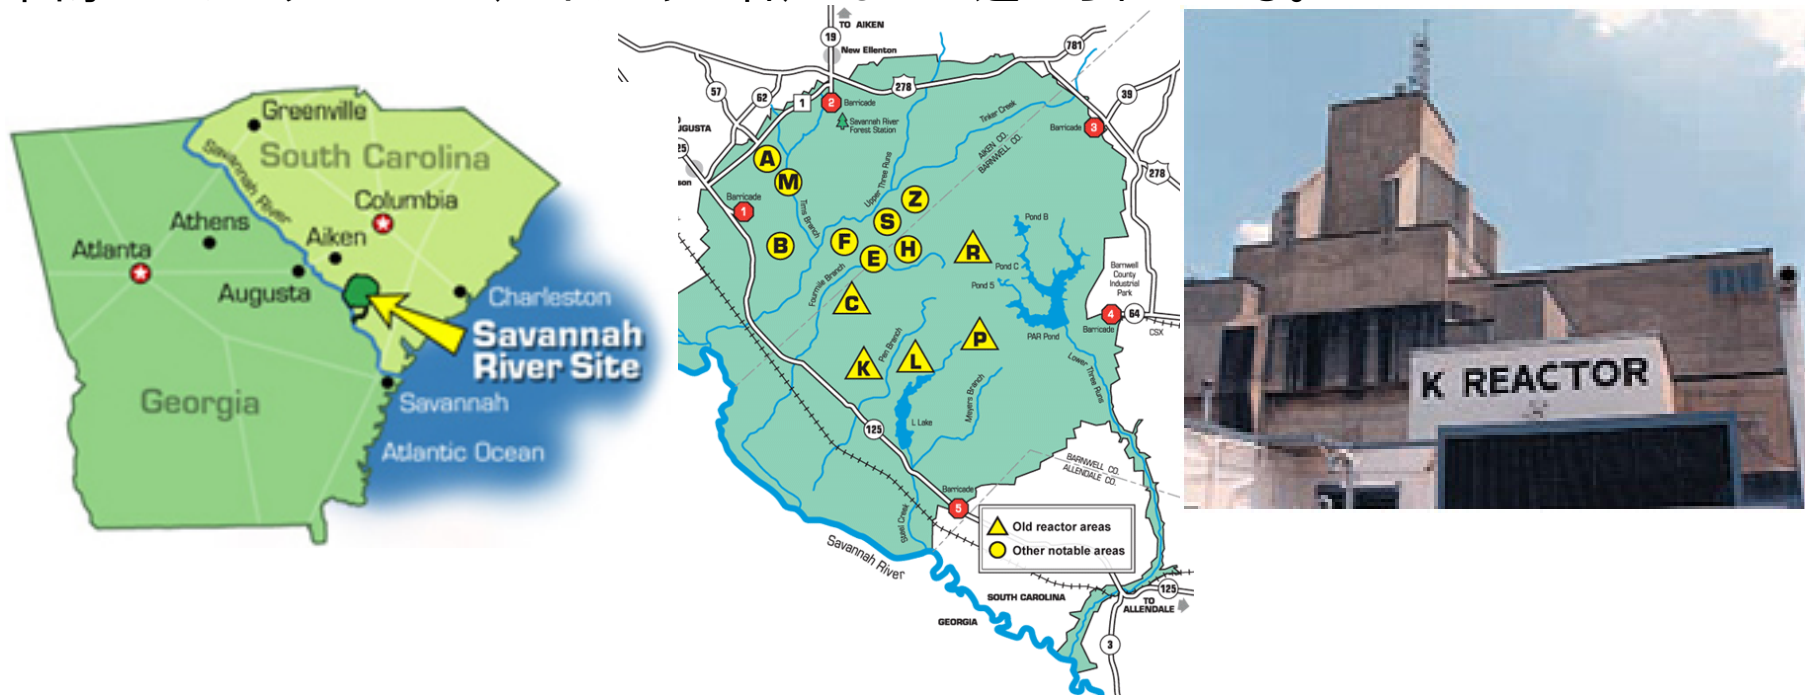 Greenville
South Carolina
Savannah River
Columbia
Athens
Aiken
Atlanta
Augusta
Charleston
Savannah
River Site
Georgia
Savannah
Atlantic Ocean
TO AIKEN
19
New Ellenton
781
57
62
1
2
Barricade
278
39
Savannah River
Forest Station
Tinker Creek
Barricade
3
AIKEN CO.
BARNWELL CO.
UGUSTA
25
A
M
278
son
Barricade
1
Tims Branch
Upper Three Runs
Z
S
Pond B
B
F
E
H
R
Pond C
Fourmile Branch
Pond 5
Barnwell
County
Industrial
Park
C
4
64
Barricade
CSX
PAR Pond
K
Pen Branch
L
P
Lower Three Runs
Meyers Branch
L Lake
125
BARNWELL CO.
ALLENDALE CO.
Barricade
5
Steel Creek
Old reactor areas
Other notable areas
Savannah River
SOUTH CAROLINA
GEORGIA
125
TO
ALLENDALE
3
K REACTOR